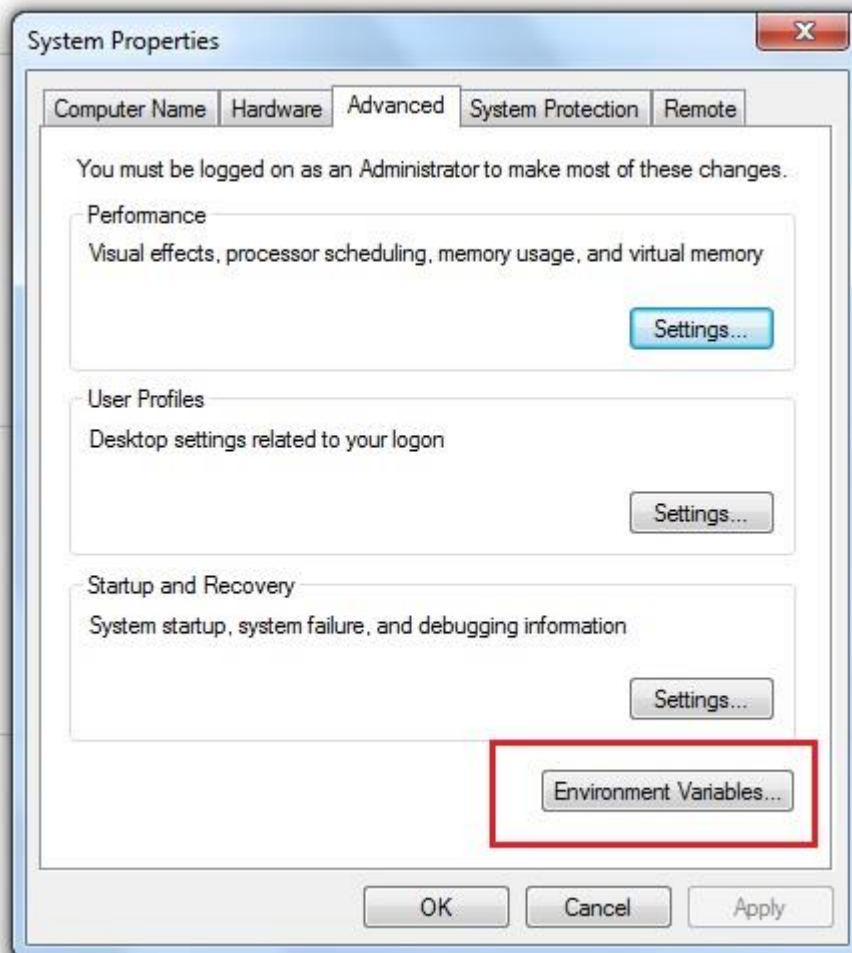 System Properties
Computer Name Hardware Advanced System Protection Remote
You must be logged on as an Administrator to make most of these changes.
Performance
Visual effects, processor scheduling, memory usage, and virtual memory
Settings...
User Profiles
Desktop settings related to your logon
Settings...
Startup and Recovery
System startup, system failure, and debugging information
Settings...
Environment Variables...
OK Cancel Apply